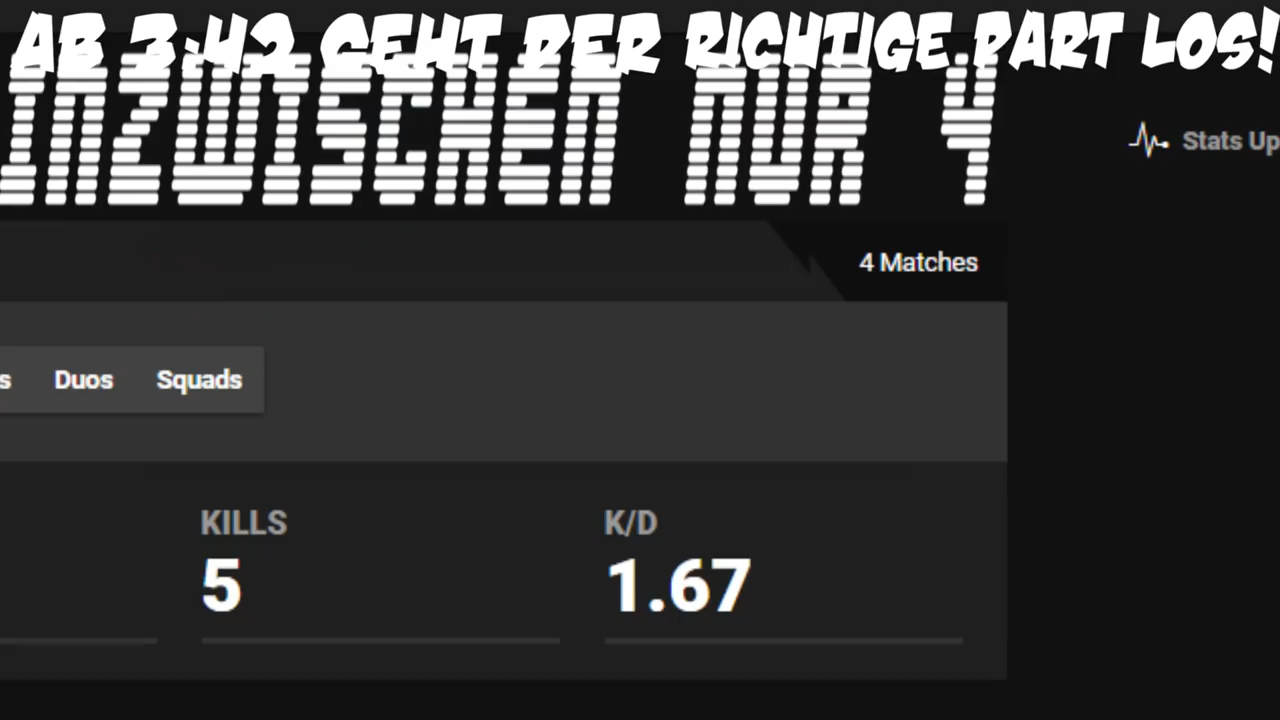 AB 3:42 GEHT DER RICHTIGE PART LOS!
INZWISCHEN NUR 4
Stats Up
4 Matches
s Duos Squads
KILLS K/D
5 1.67